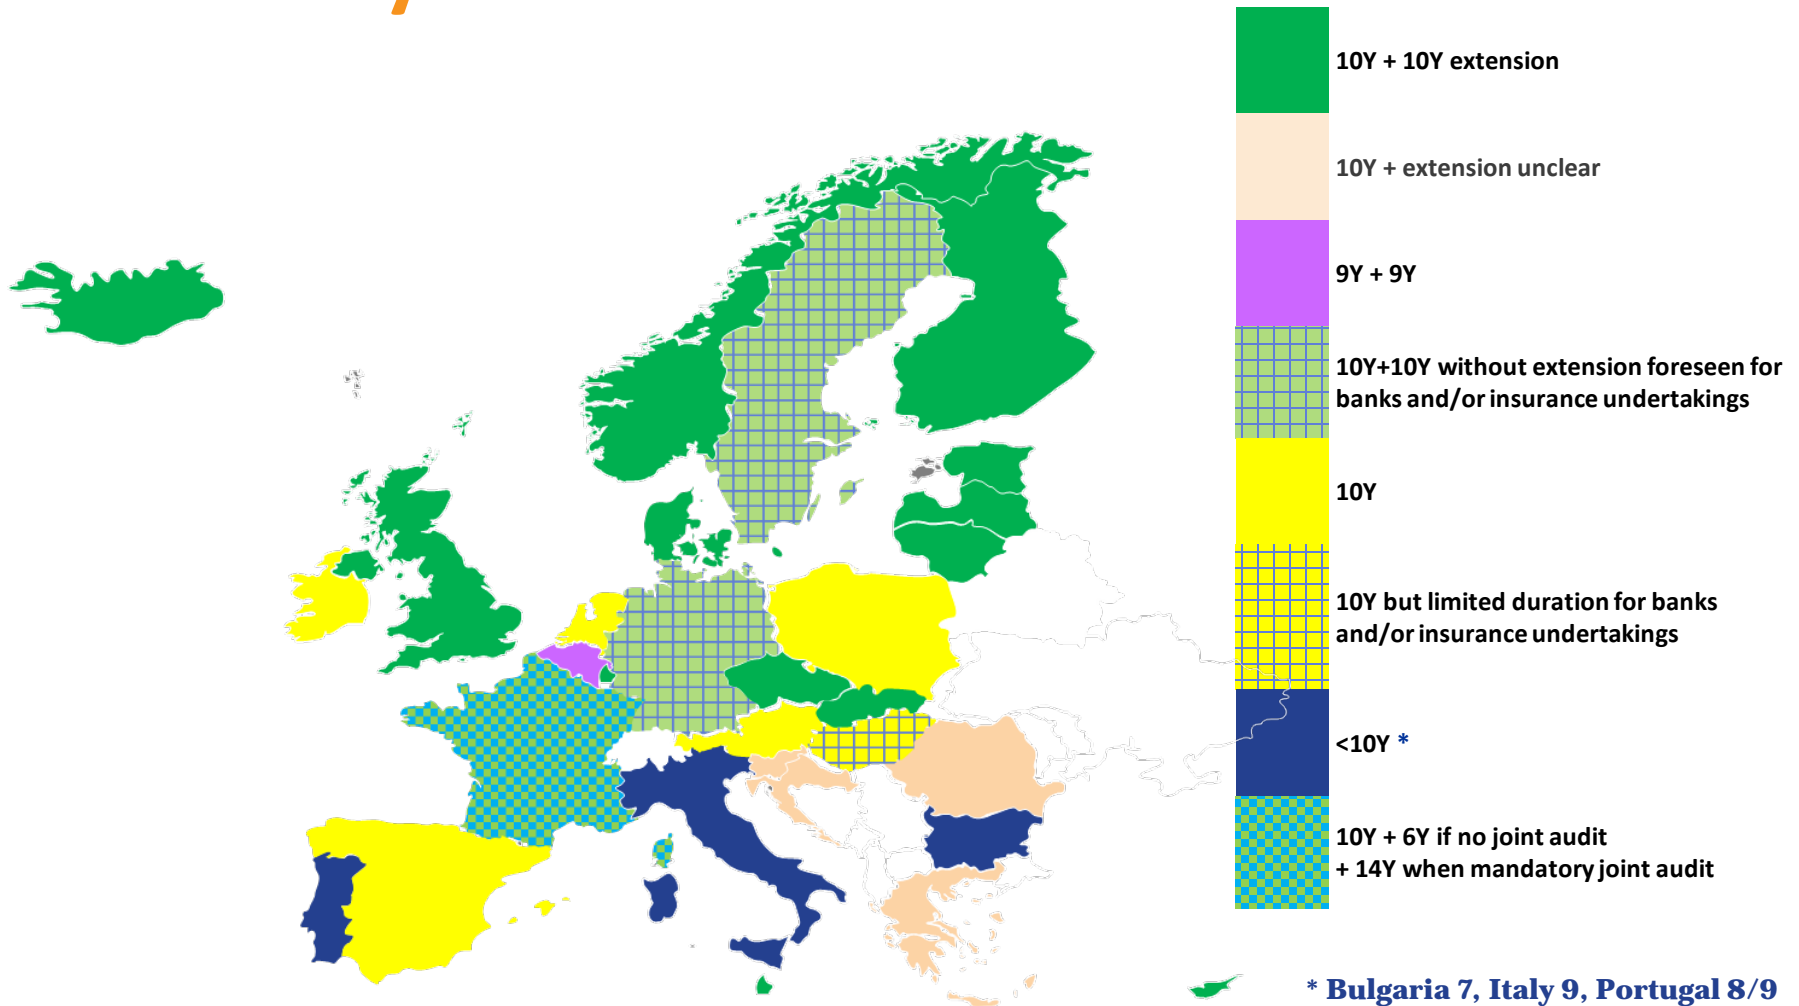 10Y + 10Y extension
10Y + extension unclear
9Y + 9Y
10Y+10Y without extension foreseen for
banks and/or insurance undertakings
10Y
10Y but limited duration for banks
and/or insurance undertakings
<10Y *
10Y + 6Y if no joint audit
+ 14Y when mandatory joint audit
* Bulgaria 7, Italy 9, Portugal 8/9